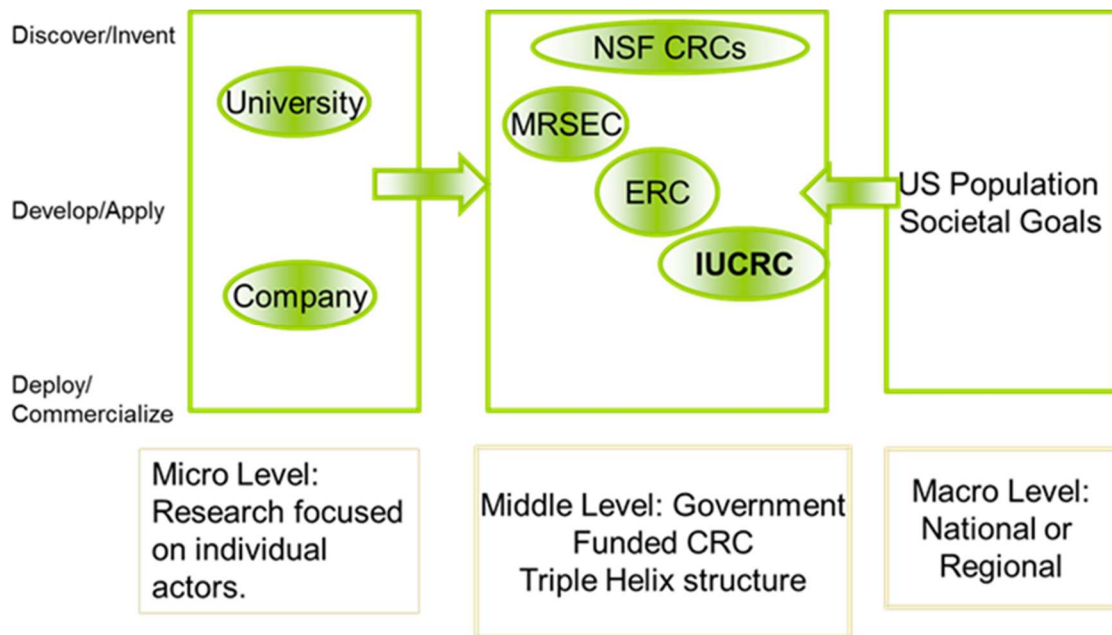 Discover/Invent
Develop/Apply
Deploy/
Commercialize
University
Company
NSF CRCs
MRSEC
ERC
IUCRC
US Population
Societal Goals
Micro Level:
Research focused
on individual
actors.
Middle Level: Government
Funded CRC
Triple Helix structure
Macro Level:
National or
Regional